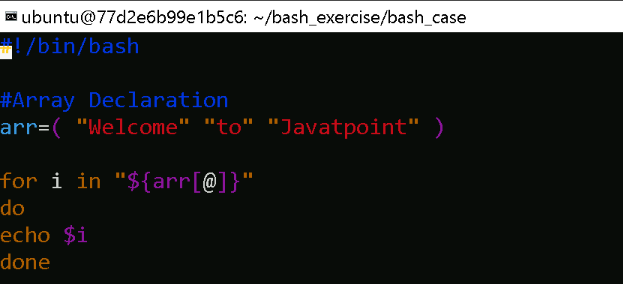 ubuntu@77d2e6b99e1b5c6: ~/bash_exercise/bash_case
#!/bin/bash
#Array Declaration
arr=( "Welcome" "to" "Javatpoint" )
for i in "${arr[@]}"
do
echo $i
done